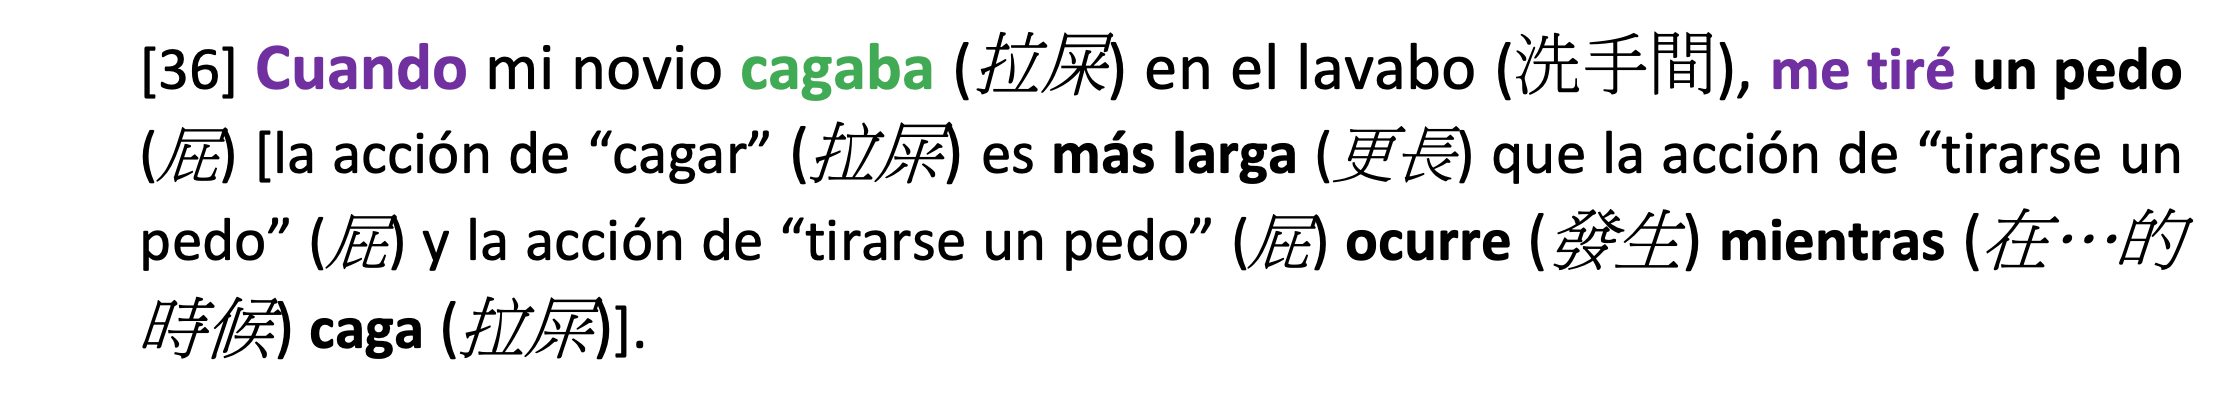 [36] Cuando mi novio cagaba (拉屎) en el lavabo (洗手間), me tiré un pedo
(屁) [la acción de “cagar” (拉屎) es más larga (更長) que la acción de “tirarse un
pedo” (屁) y la acción de “tirarse un pedo” (屁) ocurre (發生) mientras (在⋯的
時候) caga (拉屎)].